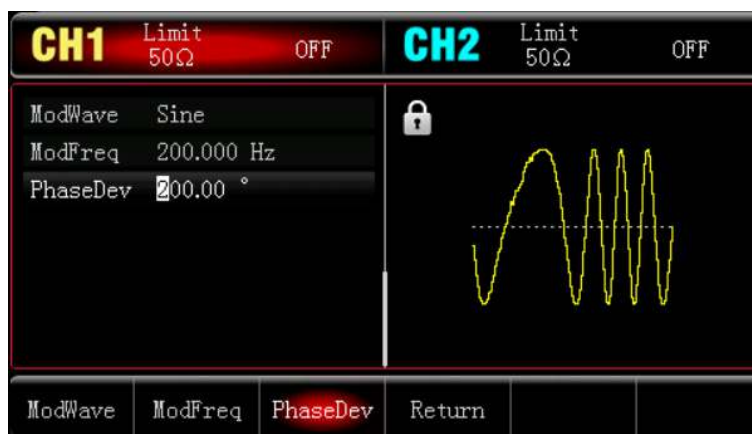 CH1 Limit 50Ω OFF
CH2 Limit 50Ω OFF
ModWave Sine
ModFreq 200.000 Hz
PhaseDev 200.00 °
ModWave ModFreq PhaseDev Return